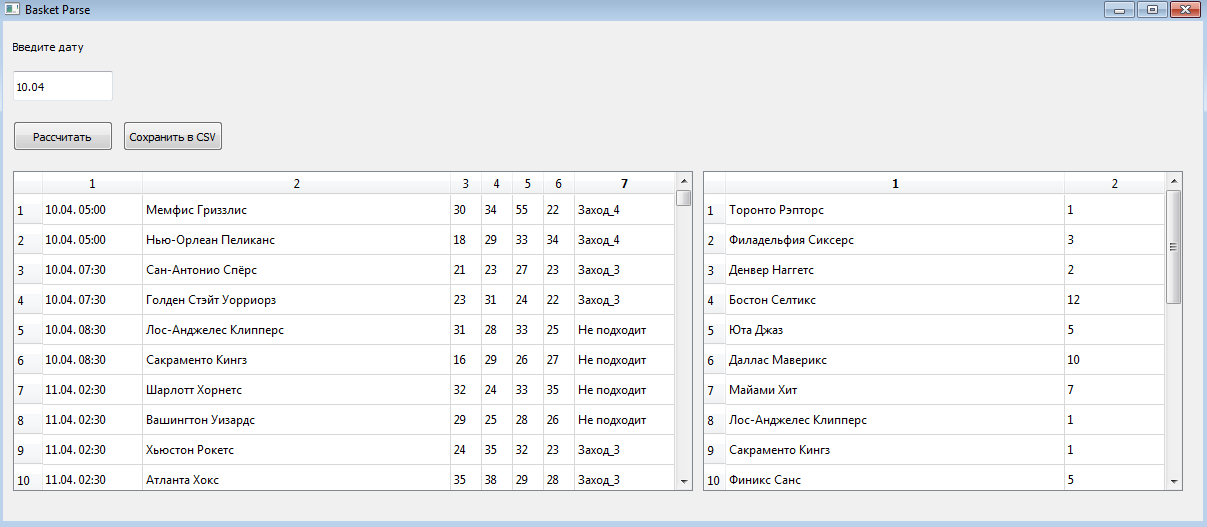 Basket Parse
Введите дату
10.04
Рассчитать Сохранить в CSV
1 2 3 4 5 6 7
1 10.04. 05:00 Мемфис Гриззлис 30 34 55 22 Заход_4
2 10.04. 05:00 Нью-Орлеан Пеликанс 18 29 33 34 Заход_4
3 10.04. 07:30 Сан-Антонио Спёрс 21 23 27 23 Заход_3
4 10.04. 07:30 Голден Стэйт Уорриорз 23 31 24 22 Заход_3
5 10.04. 08:30 Лос-Анджелес Клипперс 31 28 33 25 Не подходит
6 10.04. 08:30 Сакраменто Кингз 16 29 26 27 Не подходит
7 11.04. 02:30 Шарлотт Хорнетс 32 24 33 35 Не подходит
8 11.04. 02:30 Вашингтон Уизардс 29 25 28 26 Не подходит
9 11.04. 02:30 Хьюстон Рокетс 24 35 32 23 Заход_3
10 11.04. 02:30 Атланта Хокс 35 38 29 28 Заход_3
1 2
1 Торонто Рэпторс 1
2 Филадельфия Сиксерс 3
3 Денвер Наггетс 2
4 Бостон Селтикс 12
5 Юта Джаз 5
6 Даллас Маверикс 10
7 Майами Хит 7
8 Лос-Анджелес Клипперс 1
9 Сакраменто Кингз 1
10 Финикс Санс 5